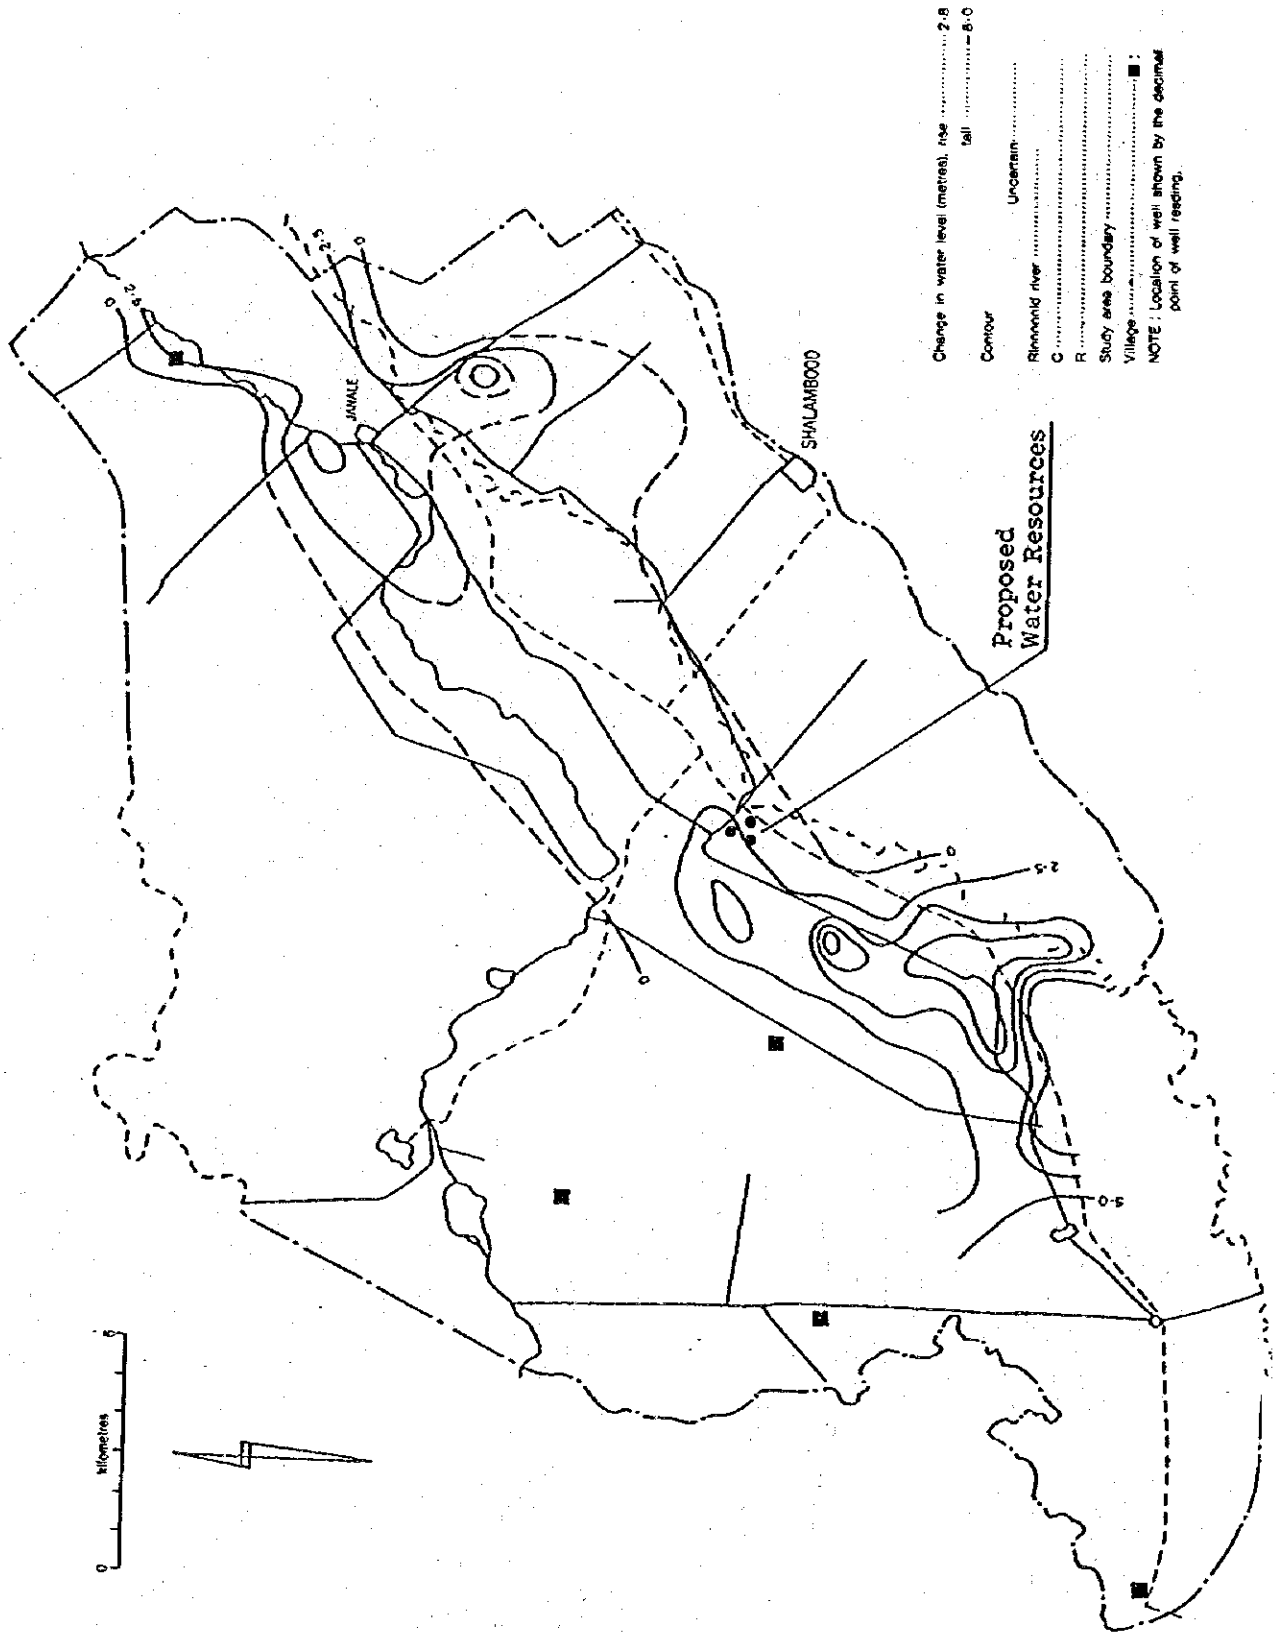 kilometres
0 5
JANALE
SHALAMBOOD
Proposed
Water Resources
0
2·5
0
0
2·5
0
5·0
Change in water level (metres), rise .......... 2·8
fall .......... – 8·0
Contour
Uncertain
river
C
R
Study area boundary
Village
NOTE : Location of well shown by the decimal
point of well reading.